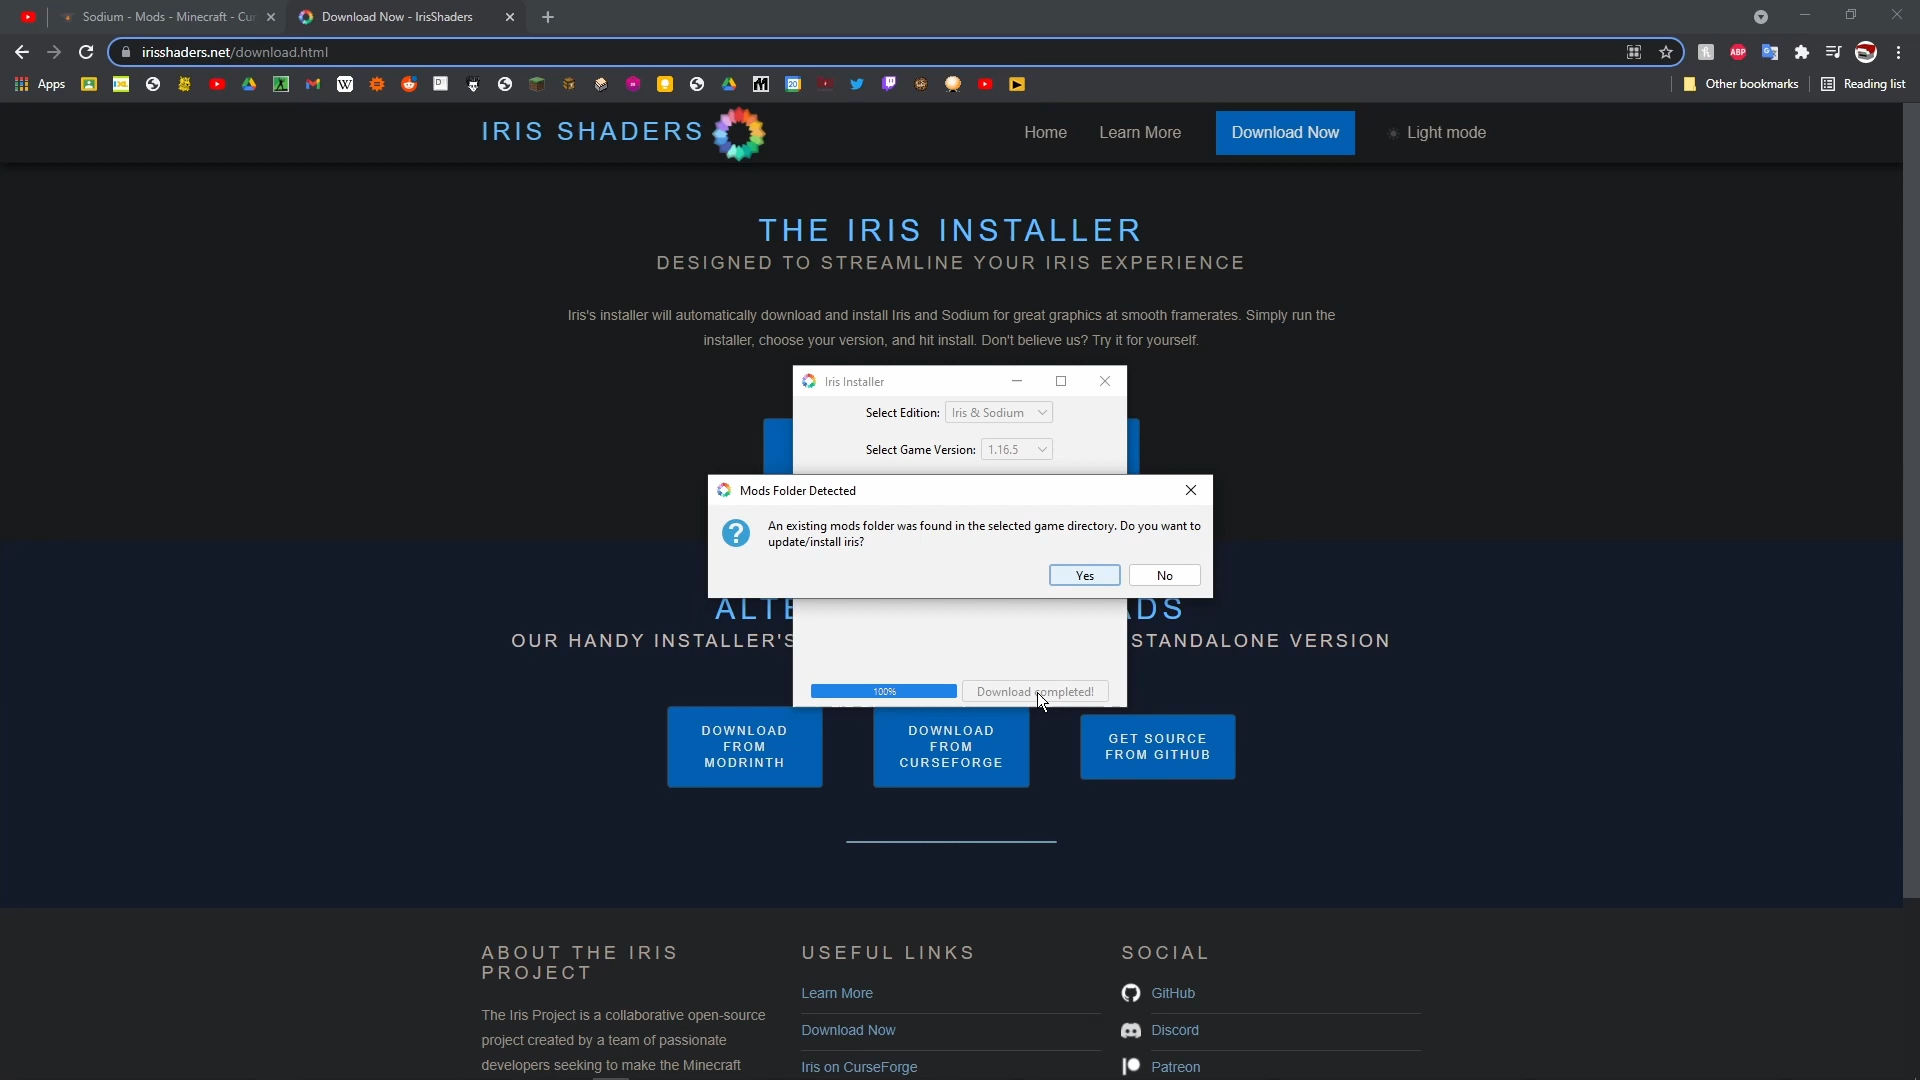 Sodium - Mods - Minecraft - Cur
Download Now - IrisShaders
irisshaders.net/download.html
Apps
Other bookmarks
Reading list
IRIS SHADERS
Home
Learn More
Download Now
Light mode
THE IRIS INSTALLER
DESIGNED TO STREAMLINE YOUR IRIS EXPERIENCE
Iris's installer will automatically download and install Iris and Sodium for great graphics at smooth framerates. Simply run the
installer, choose your version, and hit install. Don't believe us? Try it for yourself.
Iris Installer
Select Edition: Iris & Sodium
Select Game Version: 1.16.5
Mods Folder Detected
An existing mods folder was found in the selected game directory. Do you want to
update/install iris?
Yes
No
OUR HANDY INSTALLER'S
STANDALONE VERSION
100%
Download completed!
DOWNLOAD
FROM
MODRINTH
DOWNLOAD
FROM
CURSEFORGE
GET SOURCE
FROM GITHUB
ABOUT THE IRIS
PROJECT
The Iris Project is a collaborative open-source
project created by a team of passionate
developers seeking to make the Minecraft
USEFUL LINKS
Learn More
Download Now
Iris on CurseForge
SOCIAL
GitHub
Discord
Patreon